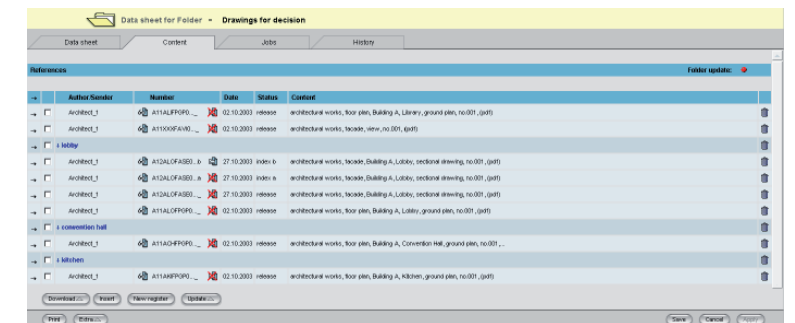 Data sheet for Folder - Drawings for decision
Data sheet Content Jobs History
References Folder update:
Author/Sender Number Date Status Content
Architect_1 A11ALIFPGP0..._ 02.10.2003 release architectural works, floor plan, Building A, Library, ground plan, no.001, (pdf)
Architect_1 02.10.2003 release architectural works, facade, view, no.001, (pdf)
lobby
Architect_1 A12ALOFASE0...b 27.10.2003 index b architectural works, facade, Building A, Lobby, sectional drawing, no.001, (pdf)
Architect_1 A12ALOFASE0...a 27.10.2003 index a architectural works, facade, Building A, Lobby, sectional drawing, no.001, (pdf)
Architect_1 A12ALOFASE0..._ 02.10.2003 release architectural works, facade, Building A, Lobby, sectional drawing, no.001, (pdf)
Architect_1 A11ALOFPGP0..._ 02.10.2003 release architectural works, floor plan, Building A, Lobby, ground plan, no.001, (pdf)
convention hall
Architect_1 A11ACHFPGP0..._ 02.10.2003 release architectural works, floor plan, Building A, Convention Hall, ground plan, no.001,...
kitchen
Architect_1 A11AKIFPGP0..._ 02.10.2003 release architectural works, floor plan, Building A, Kitchen, ground plan, no.001, (pdf)
Download... Insert New register Update...
Print Extra... Save Cancel Apply